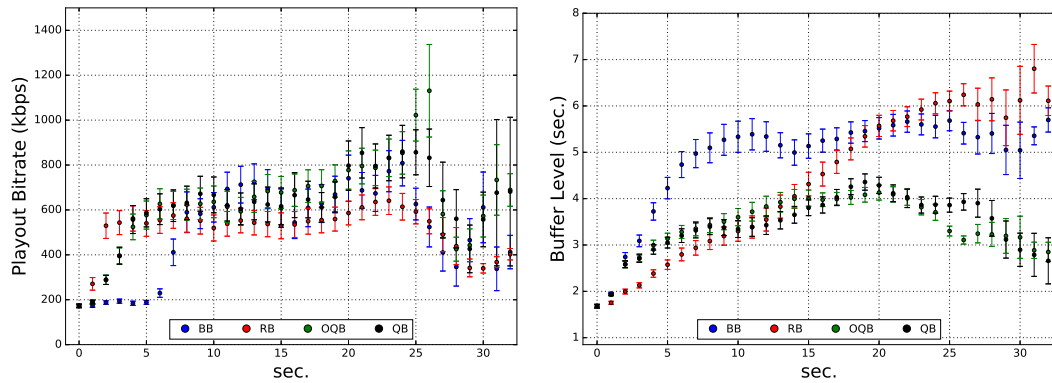 Playout Bitrate (kbps)
1400
1200
1000
800
600
400
200
0
BB RB OQB QB
0 5 10 15 20 25 30
sec.
Buffer Level (sec.)
8
7
6
5
4
3
2
1
BB RB OQB QB
0 5 10 15 20 25 30
sec.